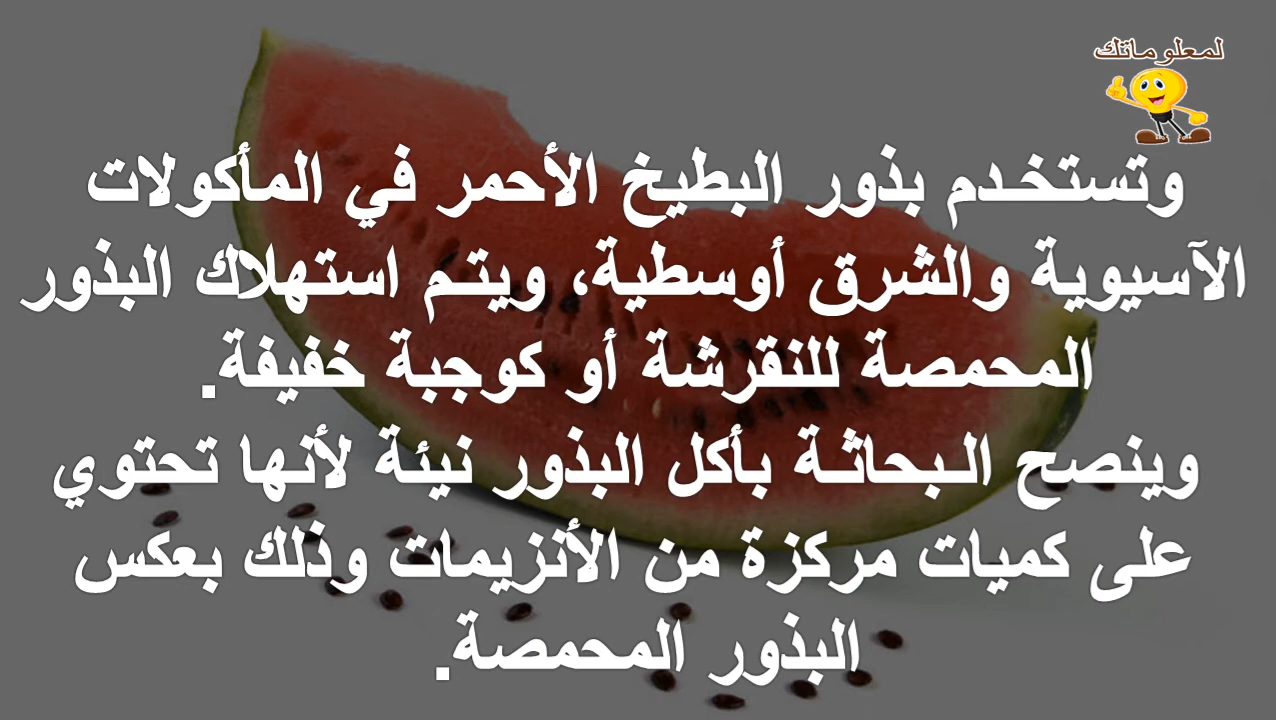 لمعلوماتك
وتستخدم بذور البطيخ الأحمر في المأكولات
الآسيوية والشرق أوسطية، ويتم استهلاك البذور
المحمصة للنقرشة أو كوجبة خفيفة.
وينصح البحاثة بأكل البذور نيئة لأنها تحتوي
على كميات مركزة من الأنزيمات وذلك بعكس
البذور المحمصة.